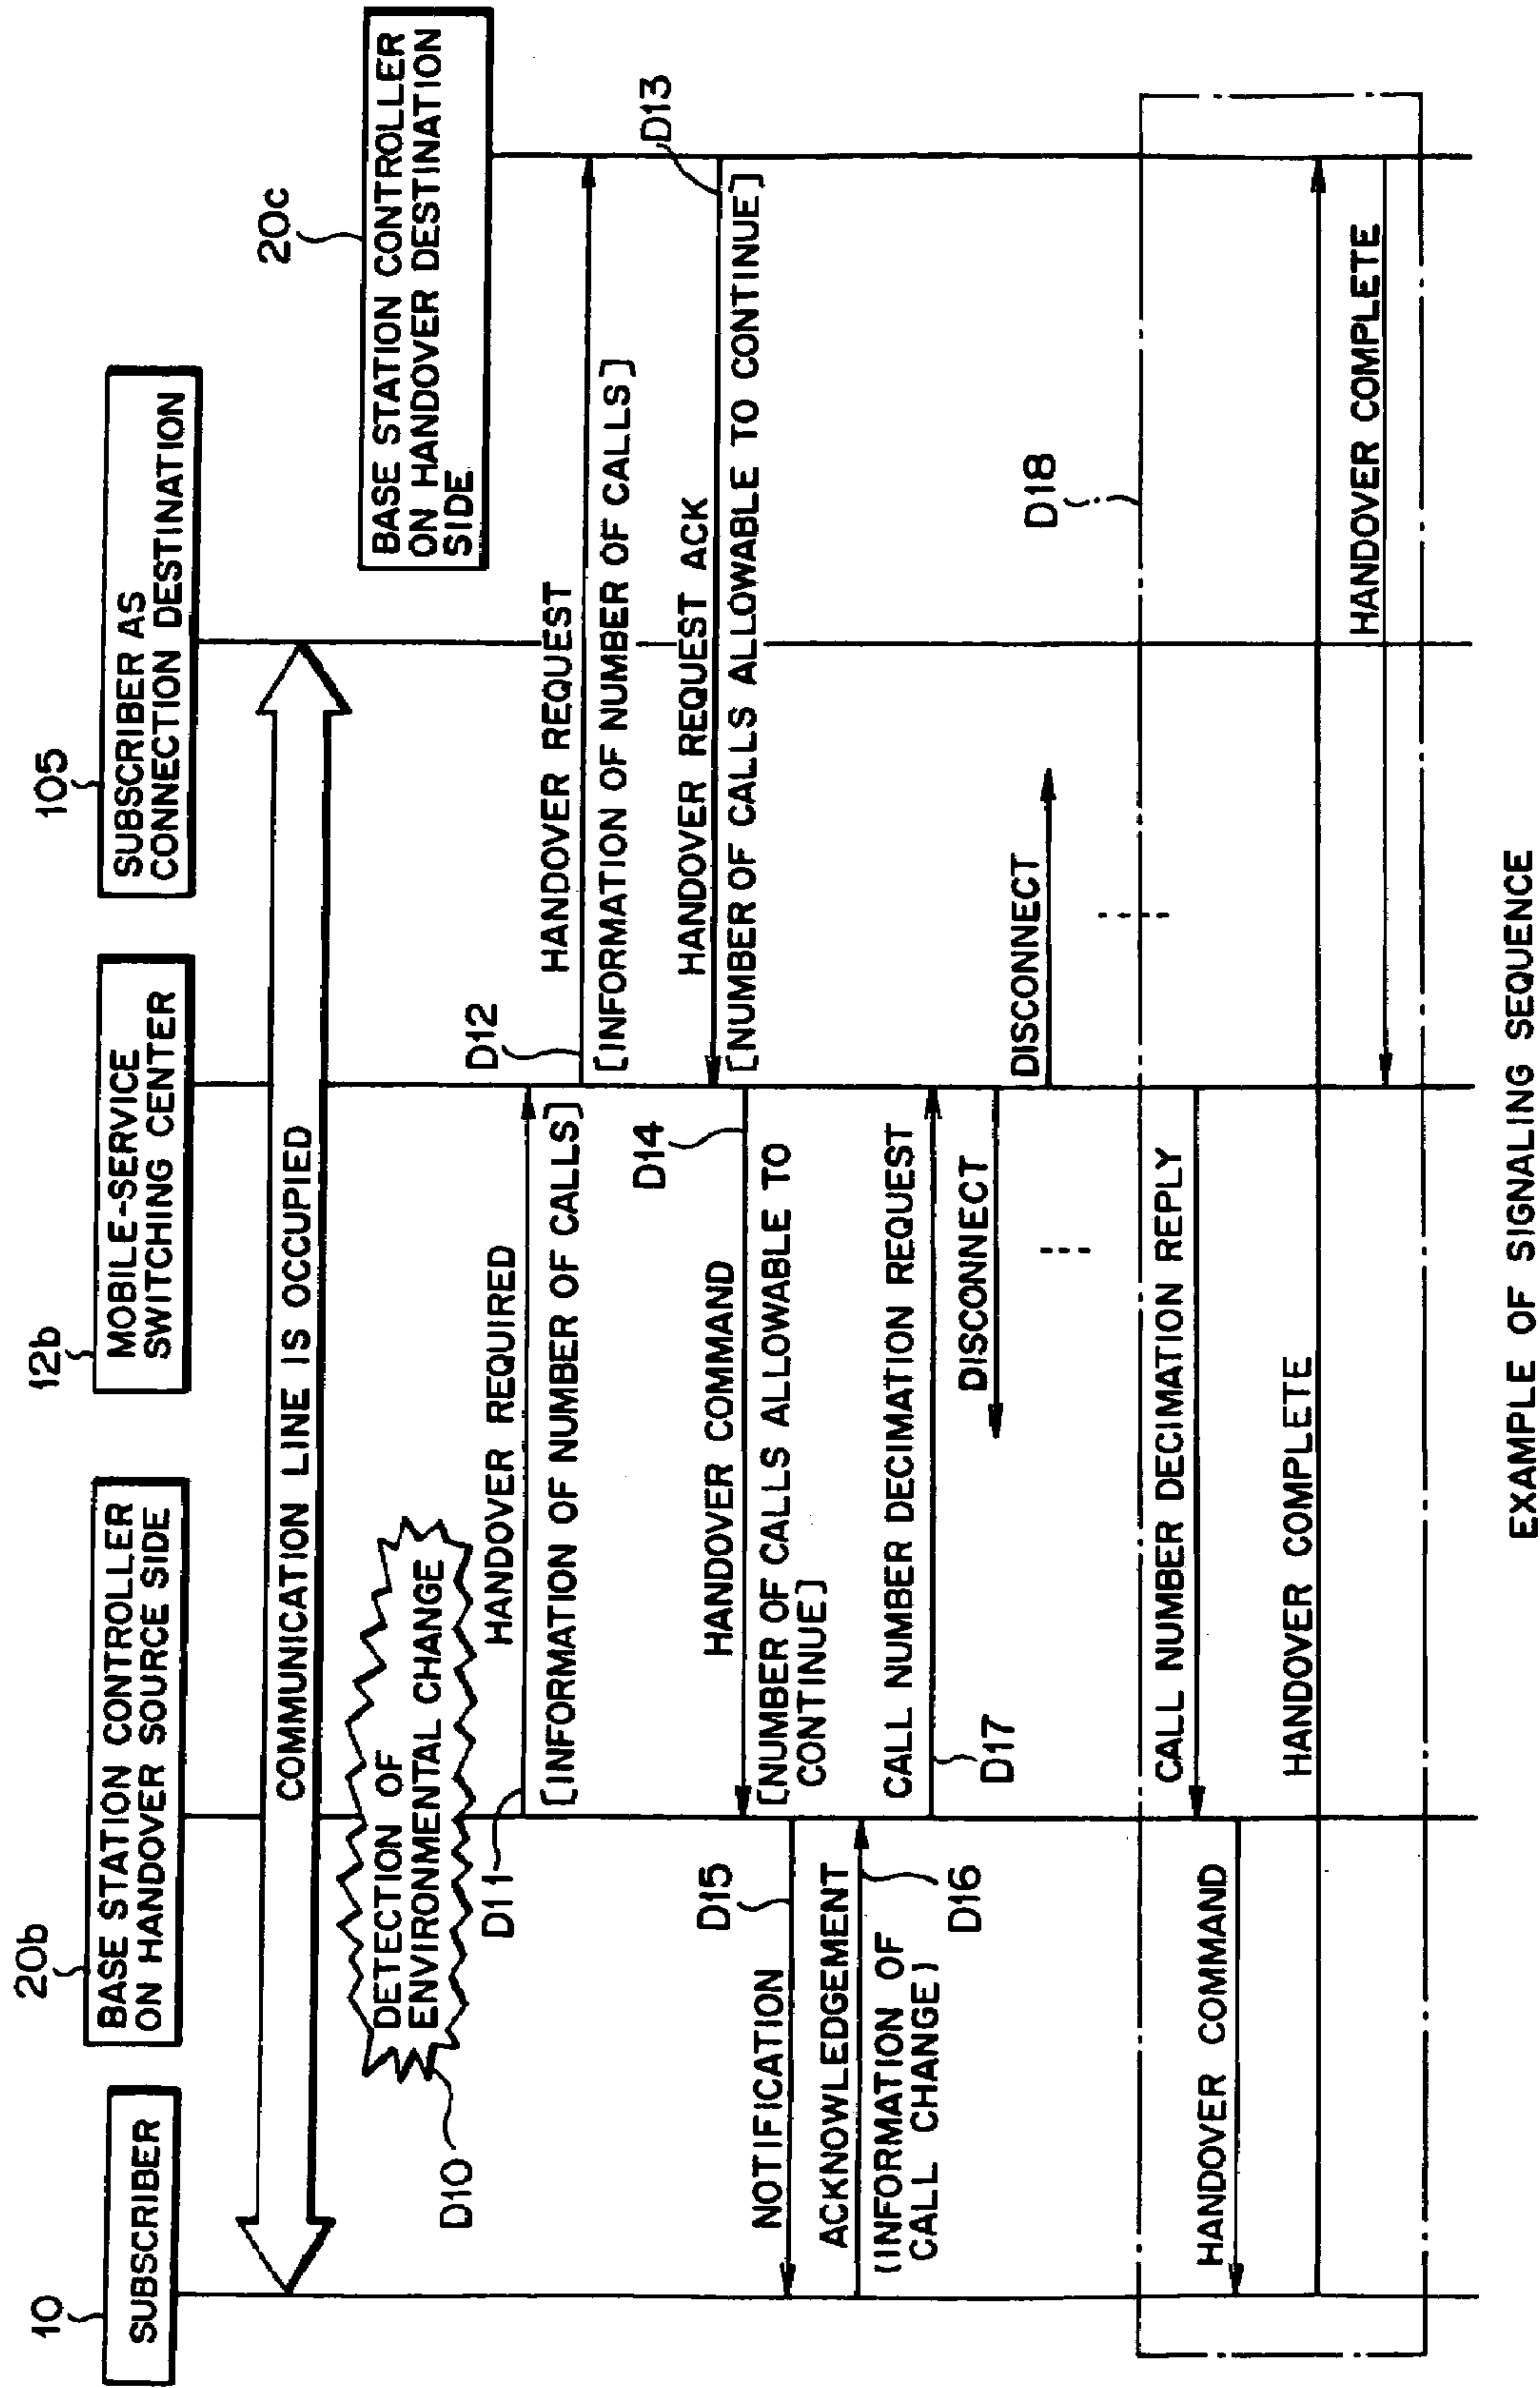 10
SUBSCRIBER
20b
BASE STATION CONTROLLER
ON HANDOVER SOURCE SIDE
12b
MOBILE-SERVICE
SWITCHING CENTER
105
SUBSCRIBER AS
CONNECTION DESTINATION
20c
BASE STATION CONTROLLER
ON HANDOVER DESTINATION
SIDE
COMMUNICATION LINE IS OCCUPIED
D10
DETECTION OF
ENVIRONMENTAL CHANGE
D11
HANDOVER REQUIRED
[INFORMATION OF NUMBER OF CALLS]
D12
HANDOVER REQUEST
[INFORMATION OF NUMBER OF CALLS]
D13
HANDOVER REQUEST ACK
[NUMBER OF CALLS ALLOWABLE TO CONTINUE]
D14
HANDOVER COMMAND
[NUMBER OF CALLS ALLOWABLE TO
CONTINUE]
D15
NOTIFICATION
ACKNOWLEDGEMENT
D16
(INFORMATION OF
CALL CHANGE)
CALL NUMBER DECIMATION REQUEST
D17
DISCONNECT
DISCONNECT
D18
CALL NUMBER DECIMATION REPLY
HANDOVER COMMAND
HANDOVER COMPLETE
HANDOVER COMPLETE
EXAMPLE OF SIGNALING SEQUENCE